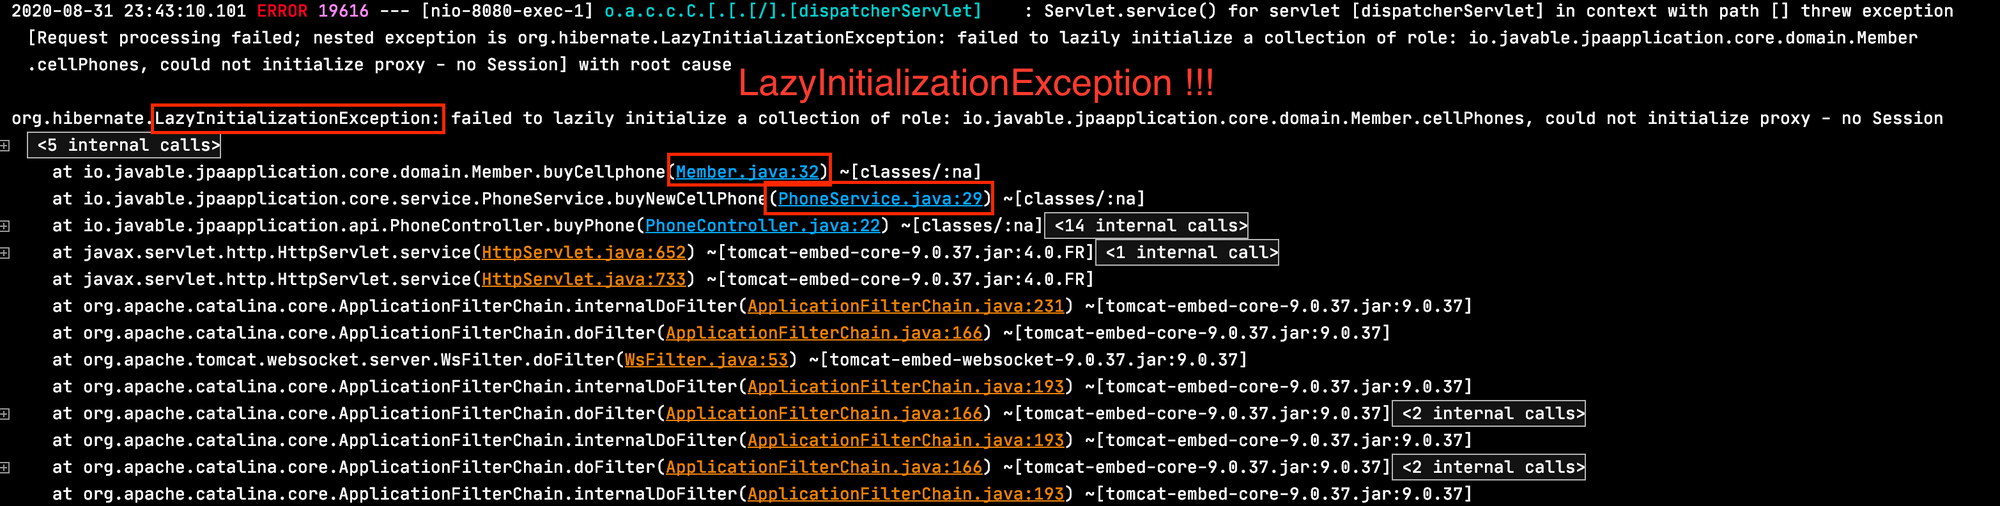 2020-08-31 23:43:10.101 ERROR 19616 --- [nio-8080-exec-1] o.a.c.c.C.[.[.[/].[dispatcherServlet]    : Servlet.service() for servlet [dispatcherServlet] in context with path [] threw exception
[Request processing failed; nested exception is org.hibernate.LazyInitializationException: failed to lazily initialize a collection of role: io.javable.jpaapplication.core.domain.Member
.cellPhones, could not initialize proxy - no Session] with root cause
LazyInitializationException !!!
org.hibernate.LazyInitializationException: failed to lazily initialize a collection of role: io.javable.jpaapplication.core.domain.Member.cellPhones, could not initialize proxy - no Session
<5 internal calls>
at io.javable.jpaapplication.core.domain.Member.buyCellphone(Member.java:32) ~[classes/:na]
at io.javable.jpaapplication.core.service.PhoneService.buyNewCellPhone(PhoneService.java:29) ~[classes/:na]
at io.javable.jpaapplication.api.PhoneController.buyPhone(PhoneController.java:22) ~[classes/:na] <14 internal calls>
at javax.servlet.http.HttpServlet.service(HttpServlet.java:652) ~[tomcat-embed-core-9.0.37.jar:4.0.FR] <1 internal call>
at javax.servlet.http.HttpServlet.service(HttpServlet.java:733) ~[tomcat-embed-core-9.0.37.jar:4.0.FR]
at org.apache.catalina.core.ApplicationFilterChain.internalDoFilter(ApplicationFilterChain.java:231) ~[tomcat-embed-core-9.0.37.jar:9.0.37]
at org.apache.catalina.core.ApplicationFilterChain.doFilter(ApplicationFilterChain.java:166) ~[tomcat-embed-core-9.0.37.jar:9.0.37]
at org.apache.tomcat.websocket.server.WsFilter.doFilter(WsFilter.java:53) ~[tomcat-embed-websocket-9.0.37.jar:9.0.37]
at org.apache.catalina.core.ApplicationFilterChain.internalDoFilter(ApplicationFilterChain.java:193) ~[tomcat-embed-core-9.0.37.jar:9.0.37]
at org.apache.catalina.core.ApplicationFilterChain.doFilter(ApplicationFilterChain.java:166) ~[tomcat-embed-core-9.0.37.jar:9.0.37] <2 internal calls>
at org.apache.catalina.core.ApplicationFilterChain.internalDoFilter(ApplicationFilterChain.java:193) ~[tomcat-embed-core-9.0.37.jar:9.0.37]
at org.apache.catalina.core.ApplicationFilterChain.doFilter(ApplicationFilterChain.java:166) ~[tomcat-embed-core-9.0.37.jar:9.0.37] <2 internal calls>
at org.apache.catalina.core.ApplicationFilterChain.internalDoFilter(ApplicationFilterChain.java:193) ~[tomcat-embed-core-9.0.37.jar:9.0.37]